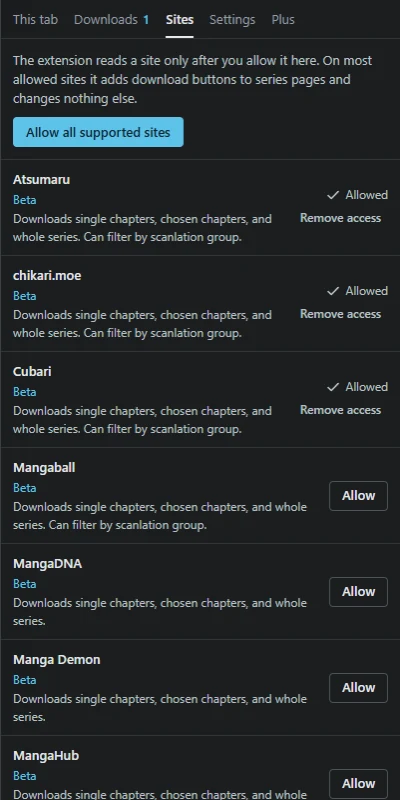 This tab Downloads 1 Sites Settings Plus
The extension reads a site only after you allow it here. On most
allowed sites it adds download buttons to series pages and
changes nothing else.
Allow all supported sites
Atsumaru
Beta
Downloads single chapters, chosen chapters, and
whole series. Can filter by scanlation group.
Allowed
Remove access
chikari.moe
Beta
Downloads single chapters, chosen chapters, and
whole series. Can filter by scanlation group.
Allowed
Remove access
Cubari
Beta
Downloads single chapters, chosen chapters, and
whole series. Can filter by scanlation group.
Allowed
Remove access
Mangaball
Beta
Downloads single chapters, chosen chapters, and whole
series. Can filter by scanlation group.
Allow
MangaDNA
Beta
Downloads single chapters, chosen chapters, and whole
series.
Allow
Manga Demon
Beta
Downloads single chapters, chosen chapters, and whole
series.
Allow
MangaHub
Beta
Downloads single chapters, chosen chapters, and whole
Allow